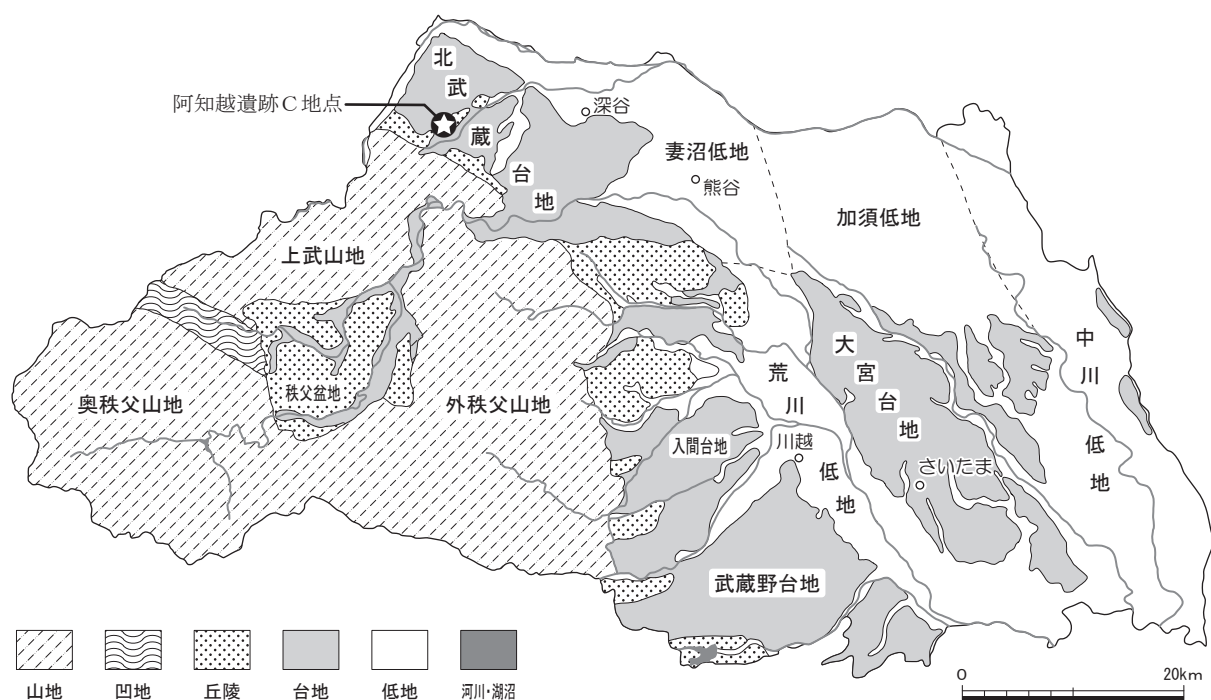 阿知越遺跡C地点
北武蔵台地
深谷
妻沼低地
熊谷
加須低地
上武山地
大宮台地
中川低地
荒川低地
秩父盆地
奥秩父山地
外秩父山地
入間台地
川越
さいたま
武蔵野台地
山地
凹地
丘陵
台地
低地
河川・湖沼
0
20km